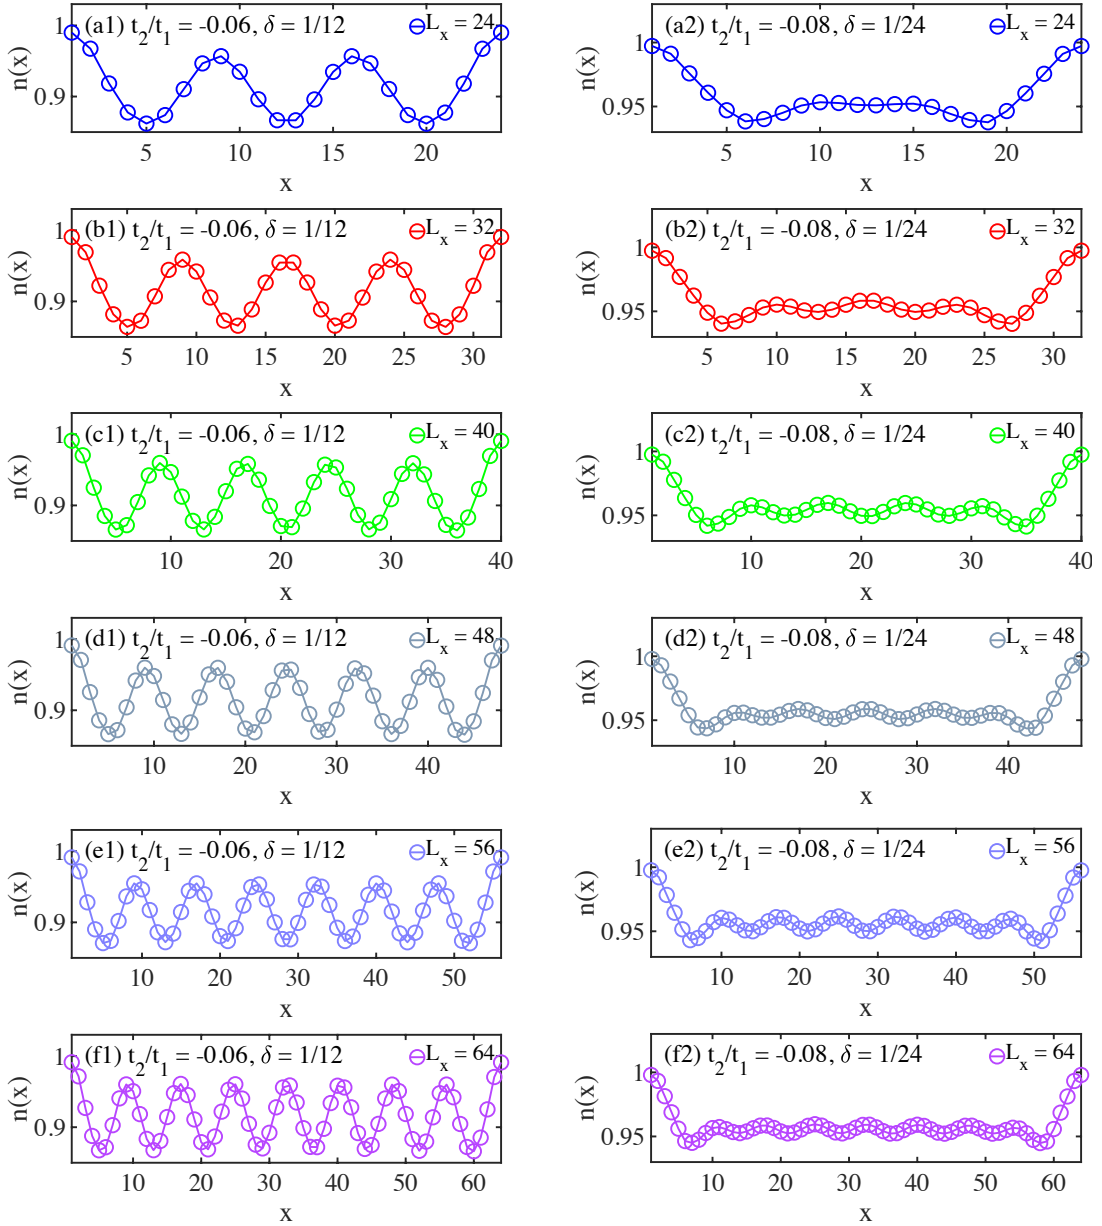 (a1) t2/t1 = -0.06, δ = 1/12
Lx = 24
1
0.9
n(x)
5 10 15 20
x
(a2) t2/t1 = -0.08, δ = 1/24
Lx = 24
1
0.95
n(x)
5 10 15 20
x
(b1) t2/t1 = -0.06, δ = 1/12
Lx = 32
1
0.9
n(x)
5 10 15 20 25 30
x
(b2) t2/t1 = -0.08, δ = 1/24
Lx = 32
1
0.95
n(x)
5 10 15 20 25 30
x
(c1) t2/t1 = -0.06, δ = 1/12
Lx = 40
1
0.9
n(x)
10 20 30 40
x
(c2) t2/t1 = -0.08, δ = 1/24
Lx = 40
1
0.95
n(x)
10 20 30 40
x
(d1) t2/t1 = -0.06, δ = 1/12
Lx = 48
1
0.9
n(x)
10 20 30 40
x
(d2) t2/t1 = -0.08, δ = 1/24
Lx = 48
1
0.95
n(x)
10 20 30 40
x
(e1) t2/t1 = -0.06, δ = 1/12
Lx = 56
1
0.9
n(x)
10 20 30 40 50
x
(e2) t2/t1 = -0.08, δ = 1/24
Lx = 56
1
0.95
n(x)
10 20 30 40 50
x
(f1) t2/t1 = -0.06, δ = 1/12
Lx = 64
1
0.9
n(x)
10 20 30 40 50 60
x
(f2) t2/t1 = -0.08, δ = 1/24
Lx = 64
1
0.95
n(x)
10 20 30 40 50 60
x